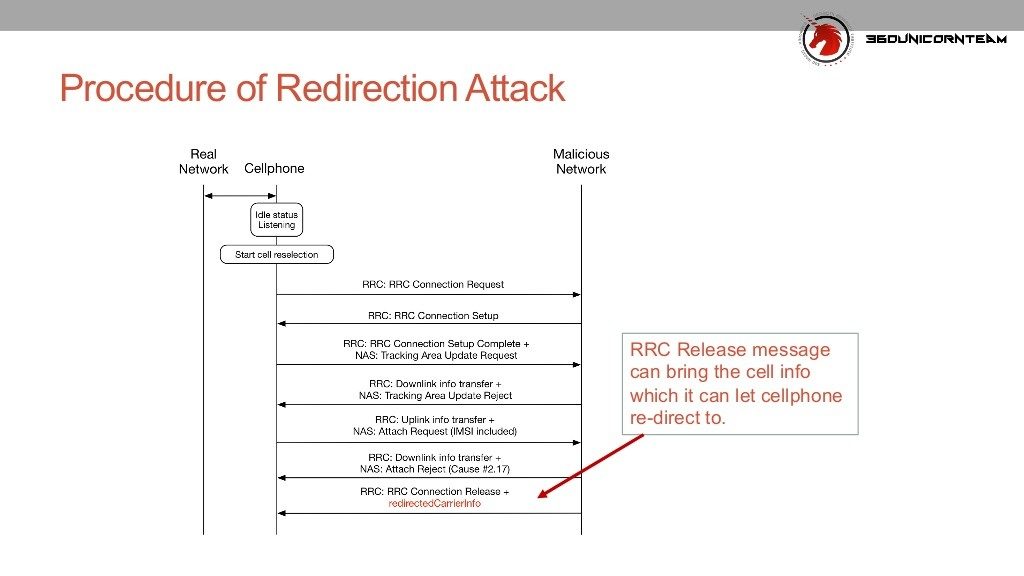 360UNICORNTEAM
Procedure of Redirection Attack
Real
Network
Cellphone
Malicious
Network
Idle status
Listening
Start cell reselection
RRC: RRC Connection Request
RRC: RRC Connection Setup
RRC: RRC Connection Setup Complete +
NAS: Tracking Area Update Request
RRC: Downlink info transfer +
NAS: Tracking Area Update Reject
RRC: Uplink info transfer +
NAS: Attach Request (IMSI included)
RRC: Downlink info transfer +
NAS: Attach Reject (Cause #2.17)
RRC: RRC Connection Release +
redirectedCarrierInfo
RRC Release message
can bring the cell info
which it can let cellphone
re-direct to.